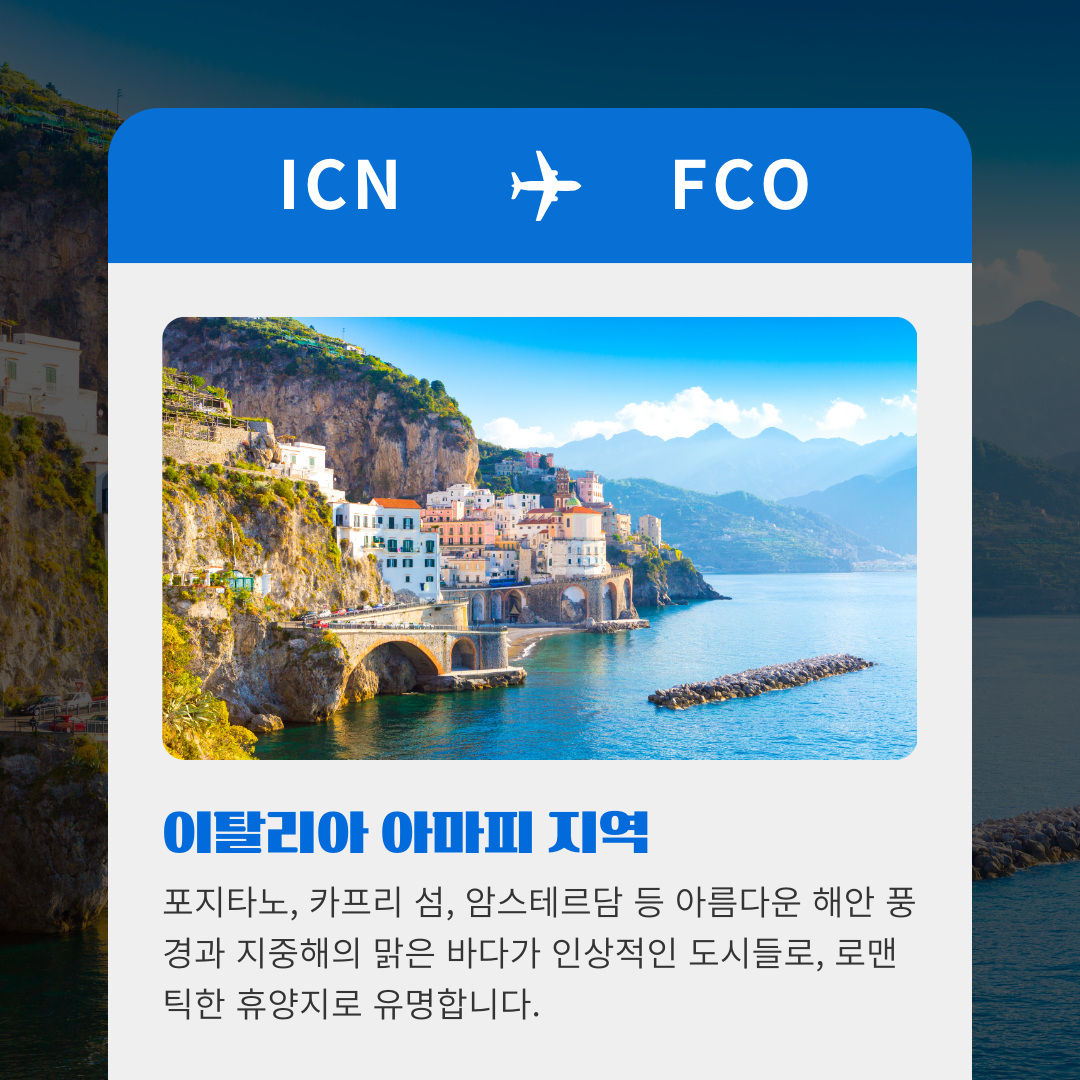 ICN FCO
이탈리아 아마피 지역
포지타노, 카프리 섬, 암스테르담 등 아름다운 해안 풍
경과 지중해의 맑은 바다가 인상적인 도시들로, 로맨
틱한 휴양지로 유명합니다.